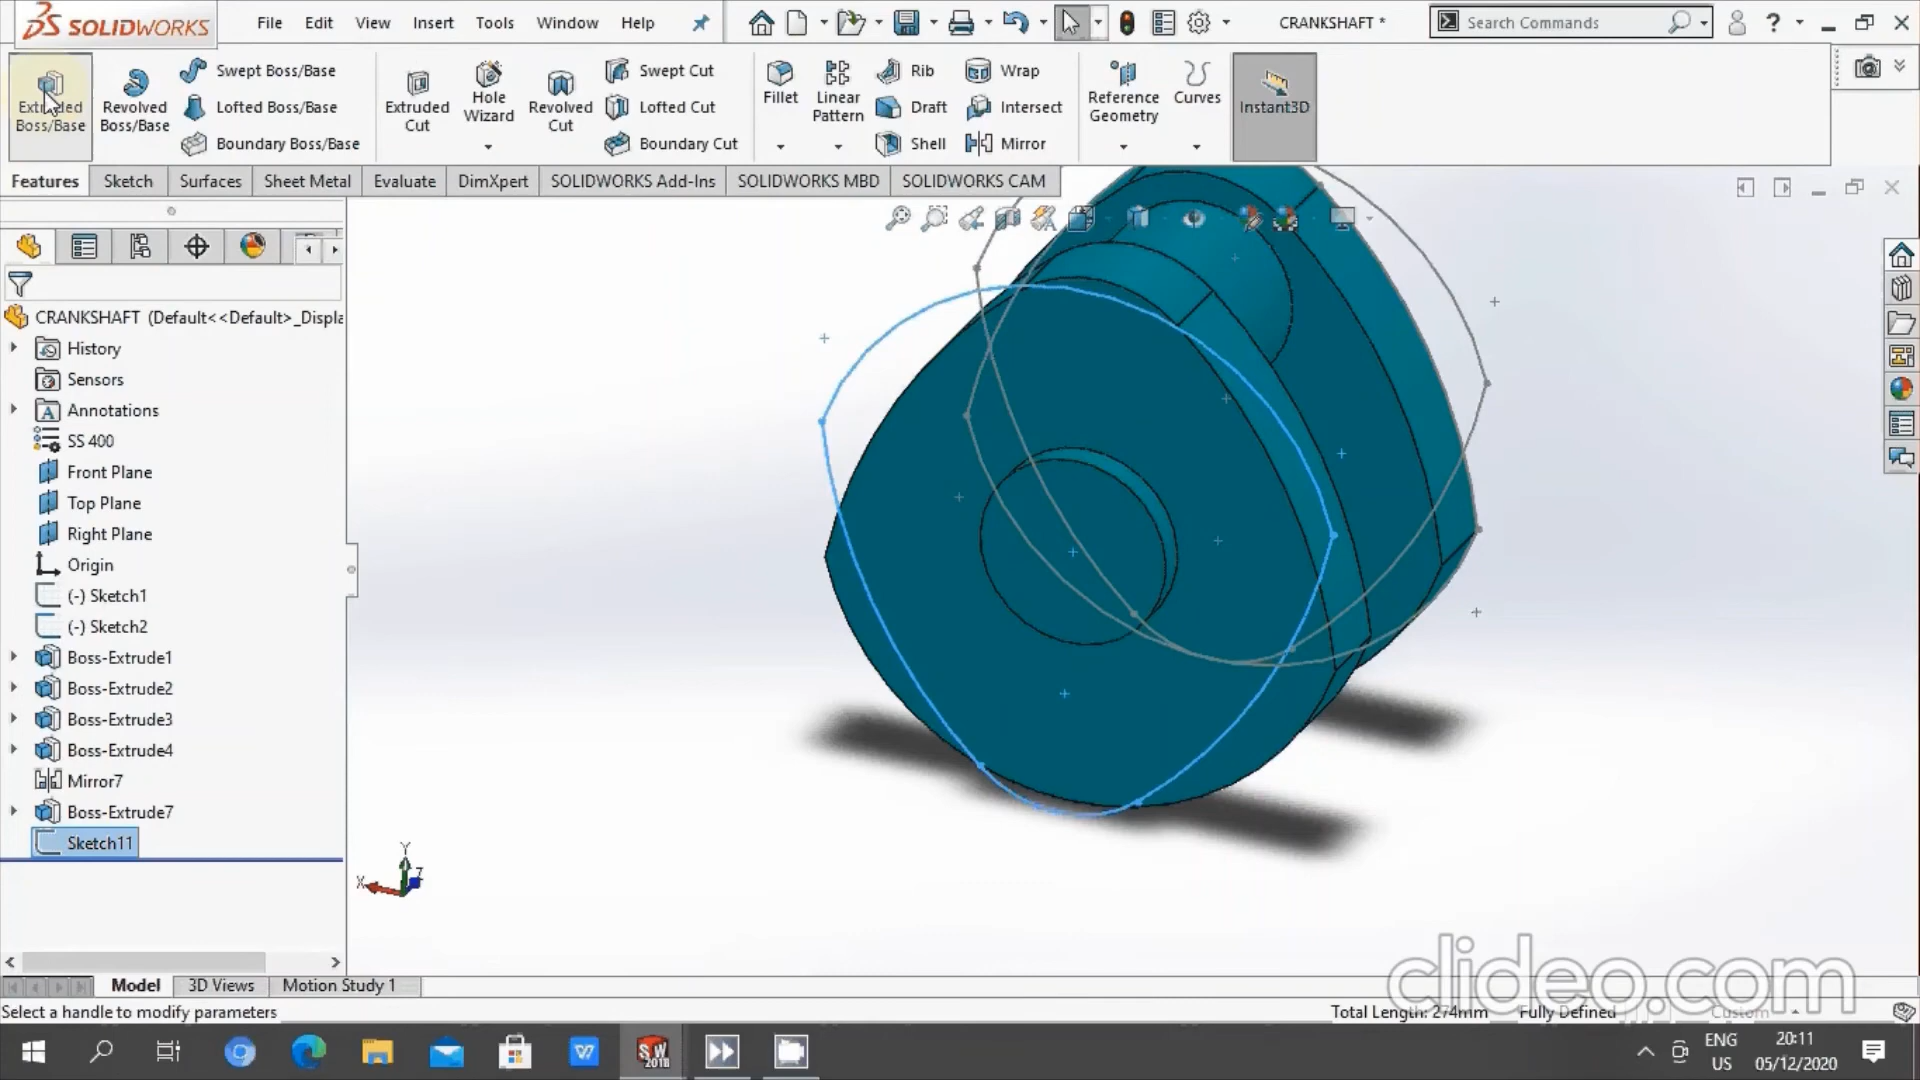 SOLIDWORKS
File Edit View Insert Tools Window Help
CRANKSHAFT *
Search Commands
?
Extruded Boss/Base
Revolved Boss/Base
Swept Boss/Base
Lofted Boss/Base
Boundary Boss/Base
Extruded Cut
Hole Wizard
Revolved Cut
Swept Cut
Lofted Cut
Boundary Cut
Fillet
Linear Pattern
Rib
Draft
Shell
Wrap
Intersect
Mirror
Reference Geometry
Curves
Instant3D
Features Sketch Surfaces Sheet Metal Evaluate DimXpert SOLIDWORKS Add-Ins SOLIDWORKS MBD SOLIDWORKS CAM
CRANKSHAFT (Default<<Default>_Displa
History
Sensors
Annotations
SS 400
Front Plane
Top Plane
Right Plane
Origin
(-) Sketch1
(-) Sketch2
Boss-Extrude1
Boss-Extrude2
Boss-Extrude3
Boss-Extrude4
Mirror7
Boss-Extrude7
Sketch11
Y
X
Z
clideo.com
Model 3D Views Motion Study 1
Select a handle to modify parameters
Total Length: 274mm Fully Defined Custom
SW 2018
ENG US
20:11
05/12/2020